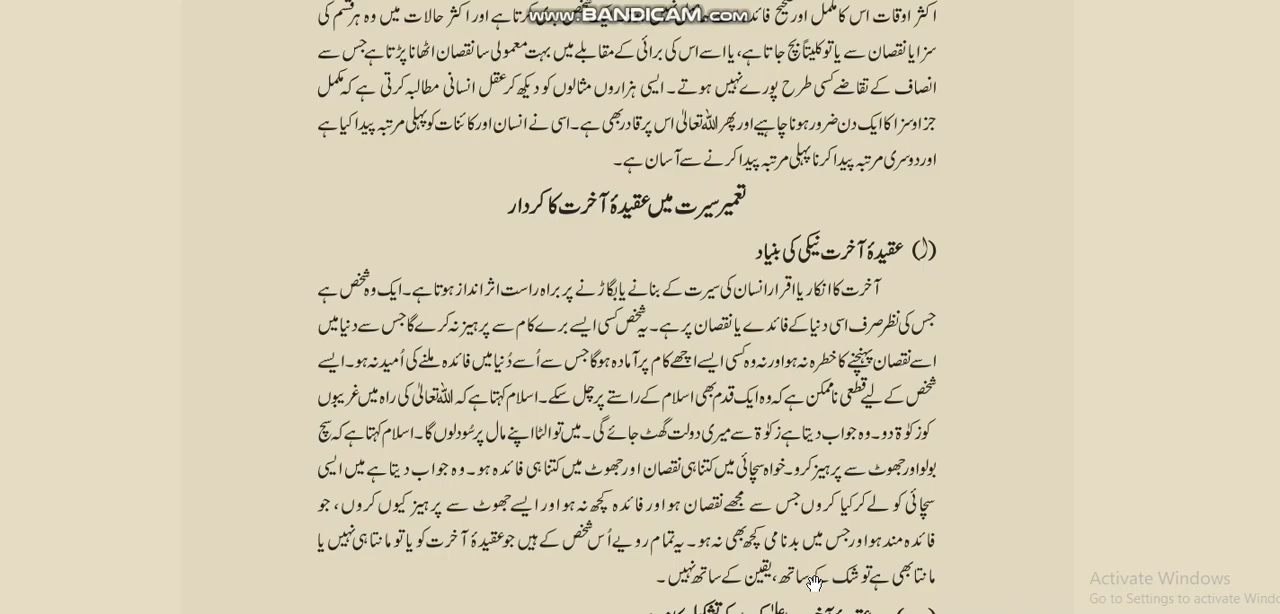 www.BANDICAM.com
اکثر اوقات اس کا مکمل اور صحیح کرتا ہے اور اکثر حالات میں وہ ہر قسم کی
سزا یا نقصان سے یا تو کلیتاً بچ جاتا ہے، یا اسے اس کی برائی کے مقابلے میں بہت معمولی سا نقصان اٹھانا پڑتا ہے جس سے
انصاف کے تقاضے کسی طرح پورے نہیں ہوتے۔ ایسی ہزاروں مثالوں کو دیکھ کر عقل انسانی مطالبہ کرتی ہے کہ مکمل
جزا و سزا کا ایک دن ضرور ہونا چاہیے اور پھر اللہ تعالیٰ اس پر قادر بھی ہے۔ اسی نے انسان اور کائنات کو پہلی مرتبہ پیدا کیا ہے
اور دوسری مرتبہ پیدا کرنا پہلی مرتبہ پیدا کرنے سے آسان ہے۔
تعمیر سیرت میں عقیدۂ آخرت کا کردار
(ا) عقیدۂ آخرت نیکی کی بنیاد
آخرت کا انکار یا اقرار انسان کی سیرت کے بنانے یا بگاڑنے پر براہ راست اثر انداز ہوتا ہے۔ ایک وہ شخص ہے
جس کی نظر صرف اسی دنیا کے فائدے یا نقصان پر ہے۔ یہ شخص کسی ایسے برے کام سے پرہیز نہ کرے گا جس سے دنیا میں
اسے نقصان پہنچنے کا خطرہ نہ ہو اور نہ وہ کسی ایسے اچھے کام پر آمادہ ہوگا جس سے اُسے دُنیا میں فائدہ ملنے کی اُمید نہ ہو۔ ایسے
شخص کے لیے قطعی ناممکن ہے کہ وہ ایک قدم بھی اسلام کے راستے پر چل سکے۔ اسلام کہتا ہے کہ اللہ تعالیٰ کی راہ میں غریبوں
کو زکوٰۃ دو۔ وہ جواب دیتا ہے زکوٰۃ سے میری دولت گھٹ جائے گی۔ میں تو الٹا اپنے مال پر سُود لوں گا۔ اسلام کہتا ہے کہ سچ
بولو اور جھوٹ سے پرہیز کرو۔ خواہ سچائی میں کتنا ہی نقصان اور جھوٹ میں کتنا ہی فائدہ ہو۔ وہ جواب دیتا ہے میں ایسی
سچائی کو لے کر کیا کروں جس سے مجھے نقصان ہو اور فائدہ کچھ نہ ہو اور ایسے جھوٹ سے پرہیز کیوں کروں، جو
فائدہ مند ہو اور جس میں بدنامی کچھ بھی نہ ہو۔ یہ تمام رویے اُس شخص کے ہیں جو عقیدۂ آخرت کو یا تو مانتا ہی نہیں یا
مانتا بھی ہے تو شک کے ساتھ، یقین کے ساتھ نہیں۔
Activate Windows
Go to Settings to activate Windo